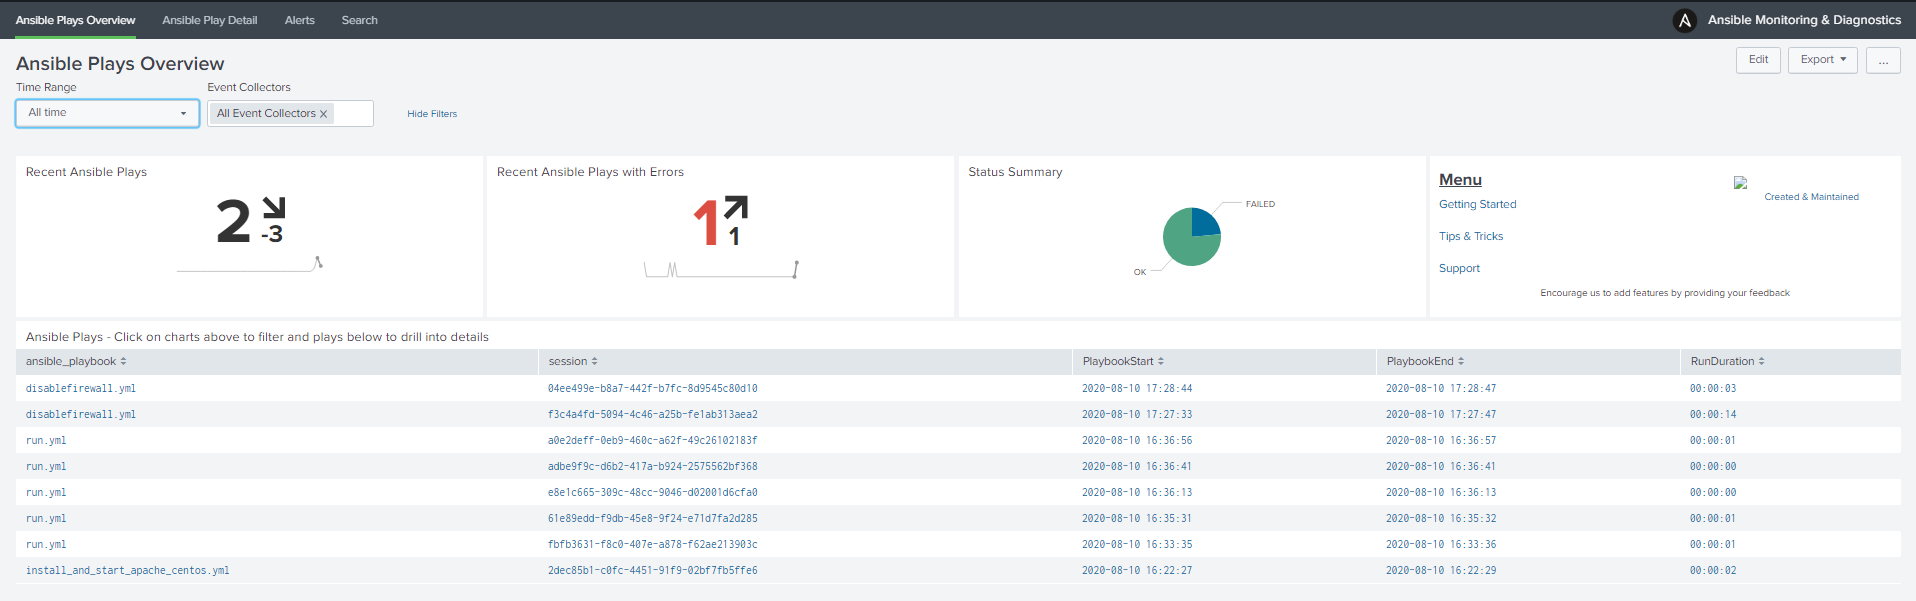 Ansible Plays Overview Ansible Play Detail Alerts Search Ansible Monitoring & Diagnostics
Ansible Plays Overview
Edit Export ...
Time Range Event Collectors
All time All Event Collectors x Hide Filters
Recent Ansible Plays
2
-3
Recent Ansible Plays with Errors
1
1
Status Summary
FAILED
OK
Menu
Getting Started
Tips & Tricks
Support
Created & Maintained
Encourage us to add features by providing your feedback
Ansible Plays - Click on charts above to filter and plays below to drill into details
ansible_playbook session PlaybookStart PlaybookEnd RunDuration
disablefirewall.yml 04ee499e-b8a7-442f-b7fc-8d9545c80d10 2020-08-10 17:28:44 2020-08-10 17:28:47 00:00:03
disablefirewall.yml f3c4a4fd-5094-4c46-a25b-fe1ab313aea2 2020-08-10 17:27:33 2020-08-10 17:27:47 00:00:14
run.yml a0e2deff-0eb9-460c-a62f-49c26102183f 2020-08-10 16:36:56 2020-08-10 16:36:57 00:00:01
run.yml adbe9f9c-d6b2-417a-b924-2575562bf368 2020-08-10 16:36:41 2020-08-10 16:36:41 00:00:00
run.yml e8e1c665-309c-48cc-9046-d02001d6cfa0 2020-08-10 16:36:13 2020-08-10 16:36:13 00:00:00
run.yml 61e89edd-f9db-45e8-9f24-e71d7fa2d285 2020-08-10 16:35:31 2020-08-10 16:35:32 00:00:01
run.yml fbfb3631-f8c0-407e-a878-f62ae213903c 2020-08-10 16:33:35 2020-08-10 16:33:36 00:00:01
install_and_start_apache_centos.yml 2dec85b1-c0fc-4451-91f9-02bf7fb5ffe6 2020-08-10 16:22:27 2020-08-10 16:22:29 00:00:02